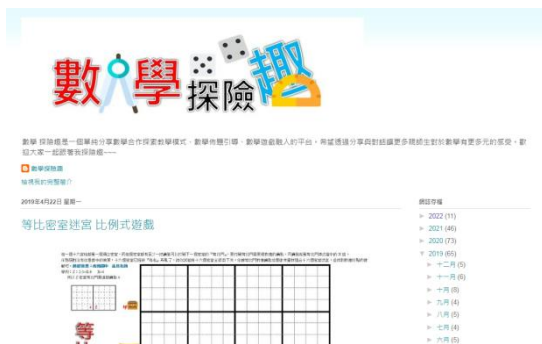 數學探險趣
數學 探險趣是一個單純分享數學合作探索教學模式、數學佈題引導、數學遊戲融入的平台。希望透過分享與對話讓更多親師生對於數學有更多元的感受。歡
迎大家一起跟著我探險趣~~~
數學探險趣
檢視我的完整簡介
2019年4月22日 星期一
等比密室迷宮 比例式遊戲
等
網誌存檔
► 2022 (11)
► 2021 (46)
► 2020 (73)
▼ 2019 (65)
► 十二月 (5)
► 十一月 (6)
► 十月 (8)
► 九月 (4)
► 八月 (5)
► 七月 (4)
► 六月 (5)